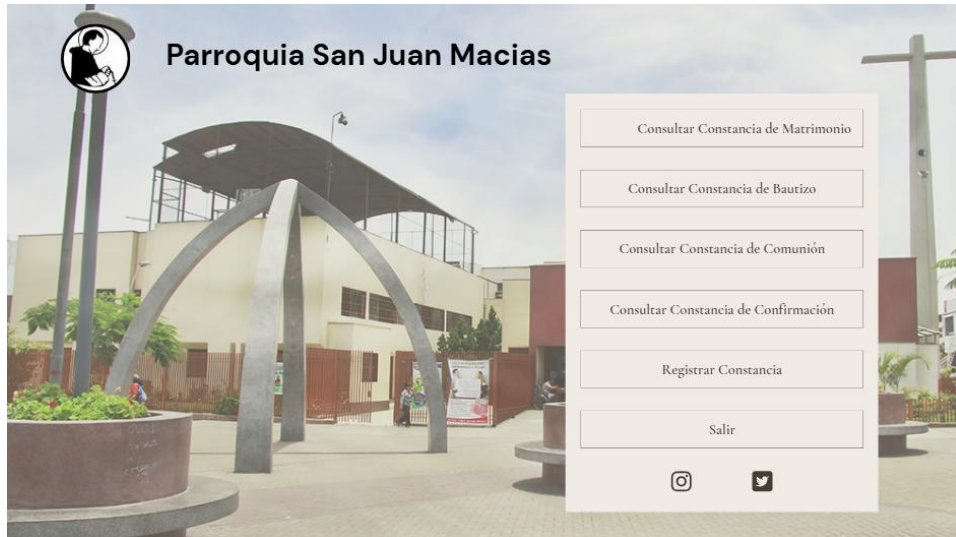 Parroquia San Juan Macias
Consultar Constancia de Matrimonio
Consultar Constancia de Bautizo
Consultar Constancia de Comunión
Consultar Constancia de Confirmación
Registrar Constancia
Salir